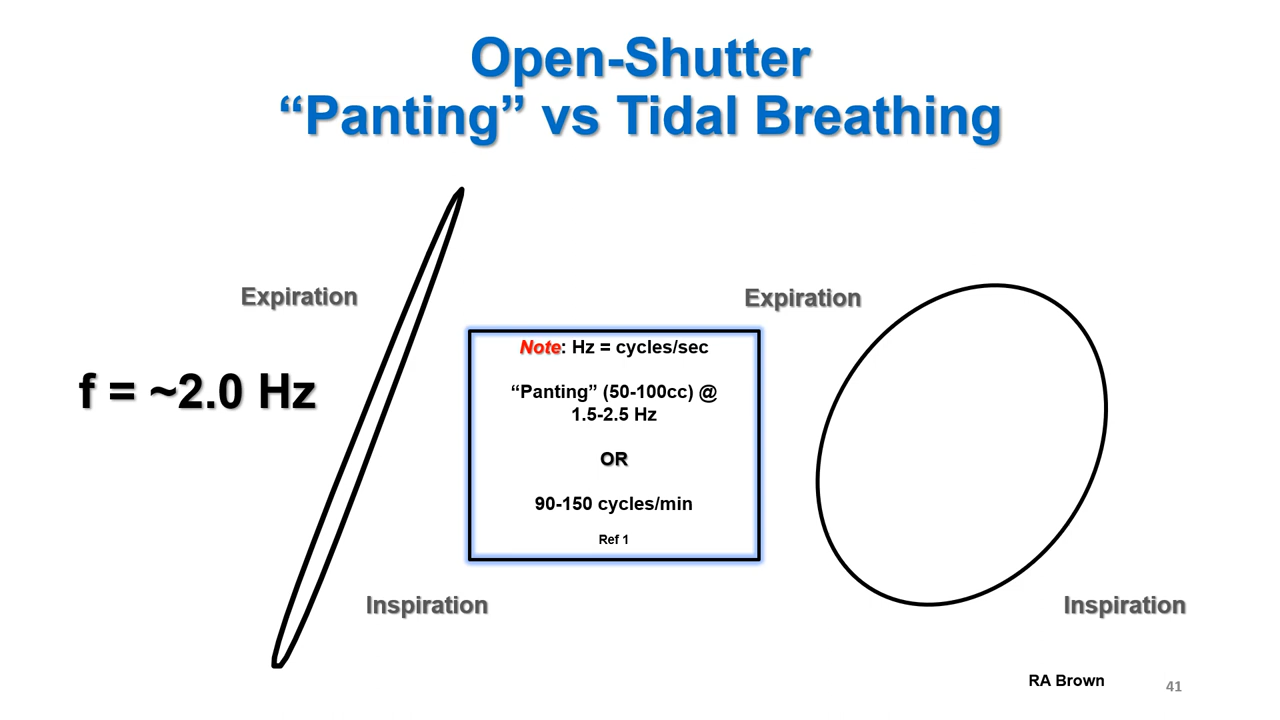 Open-Shutter
“Panting” vs Tidal Breathing
Expiration
f = ~2.0 Hz
Inspiration
Note: Hz = cycles/sec
“Panting” (50-100cc) @
1.5-2.5 Hz
OR
90-150 cycles/min
Ref 1
Expiration
Inspiration
RA Brown
41